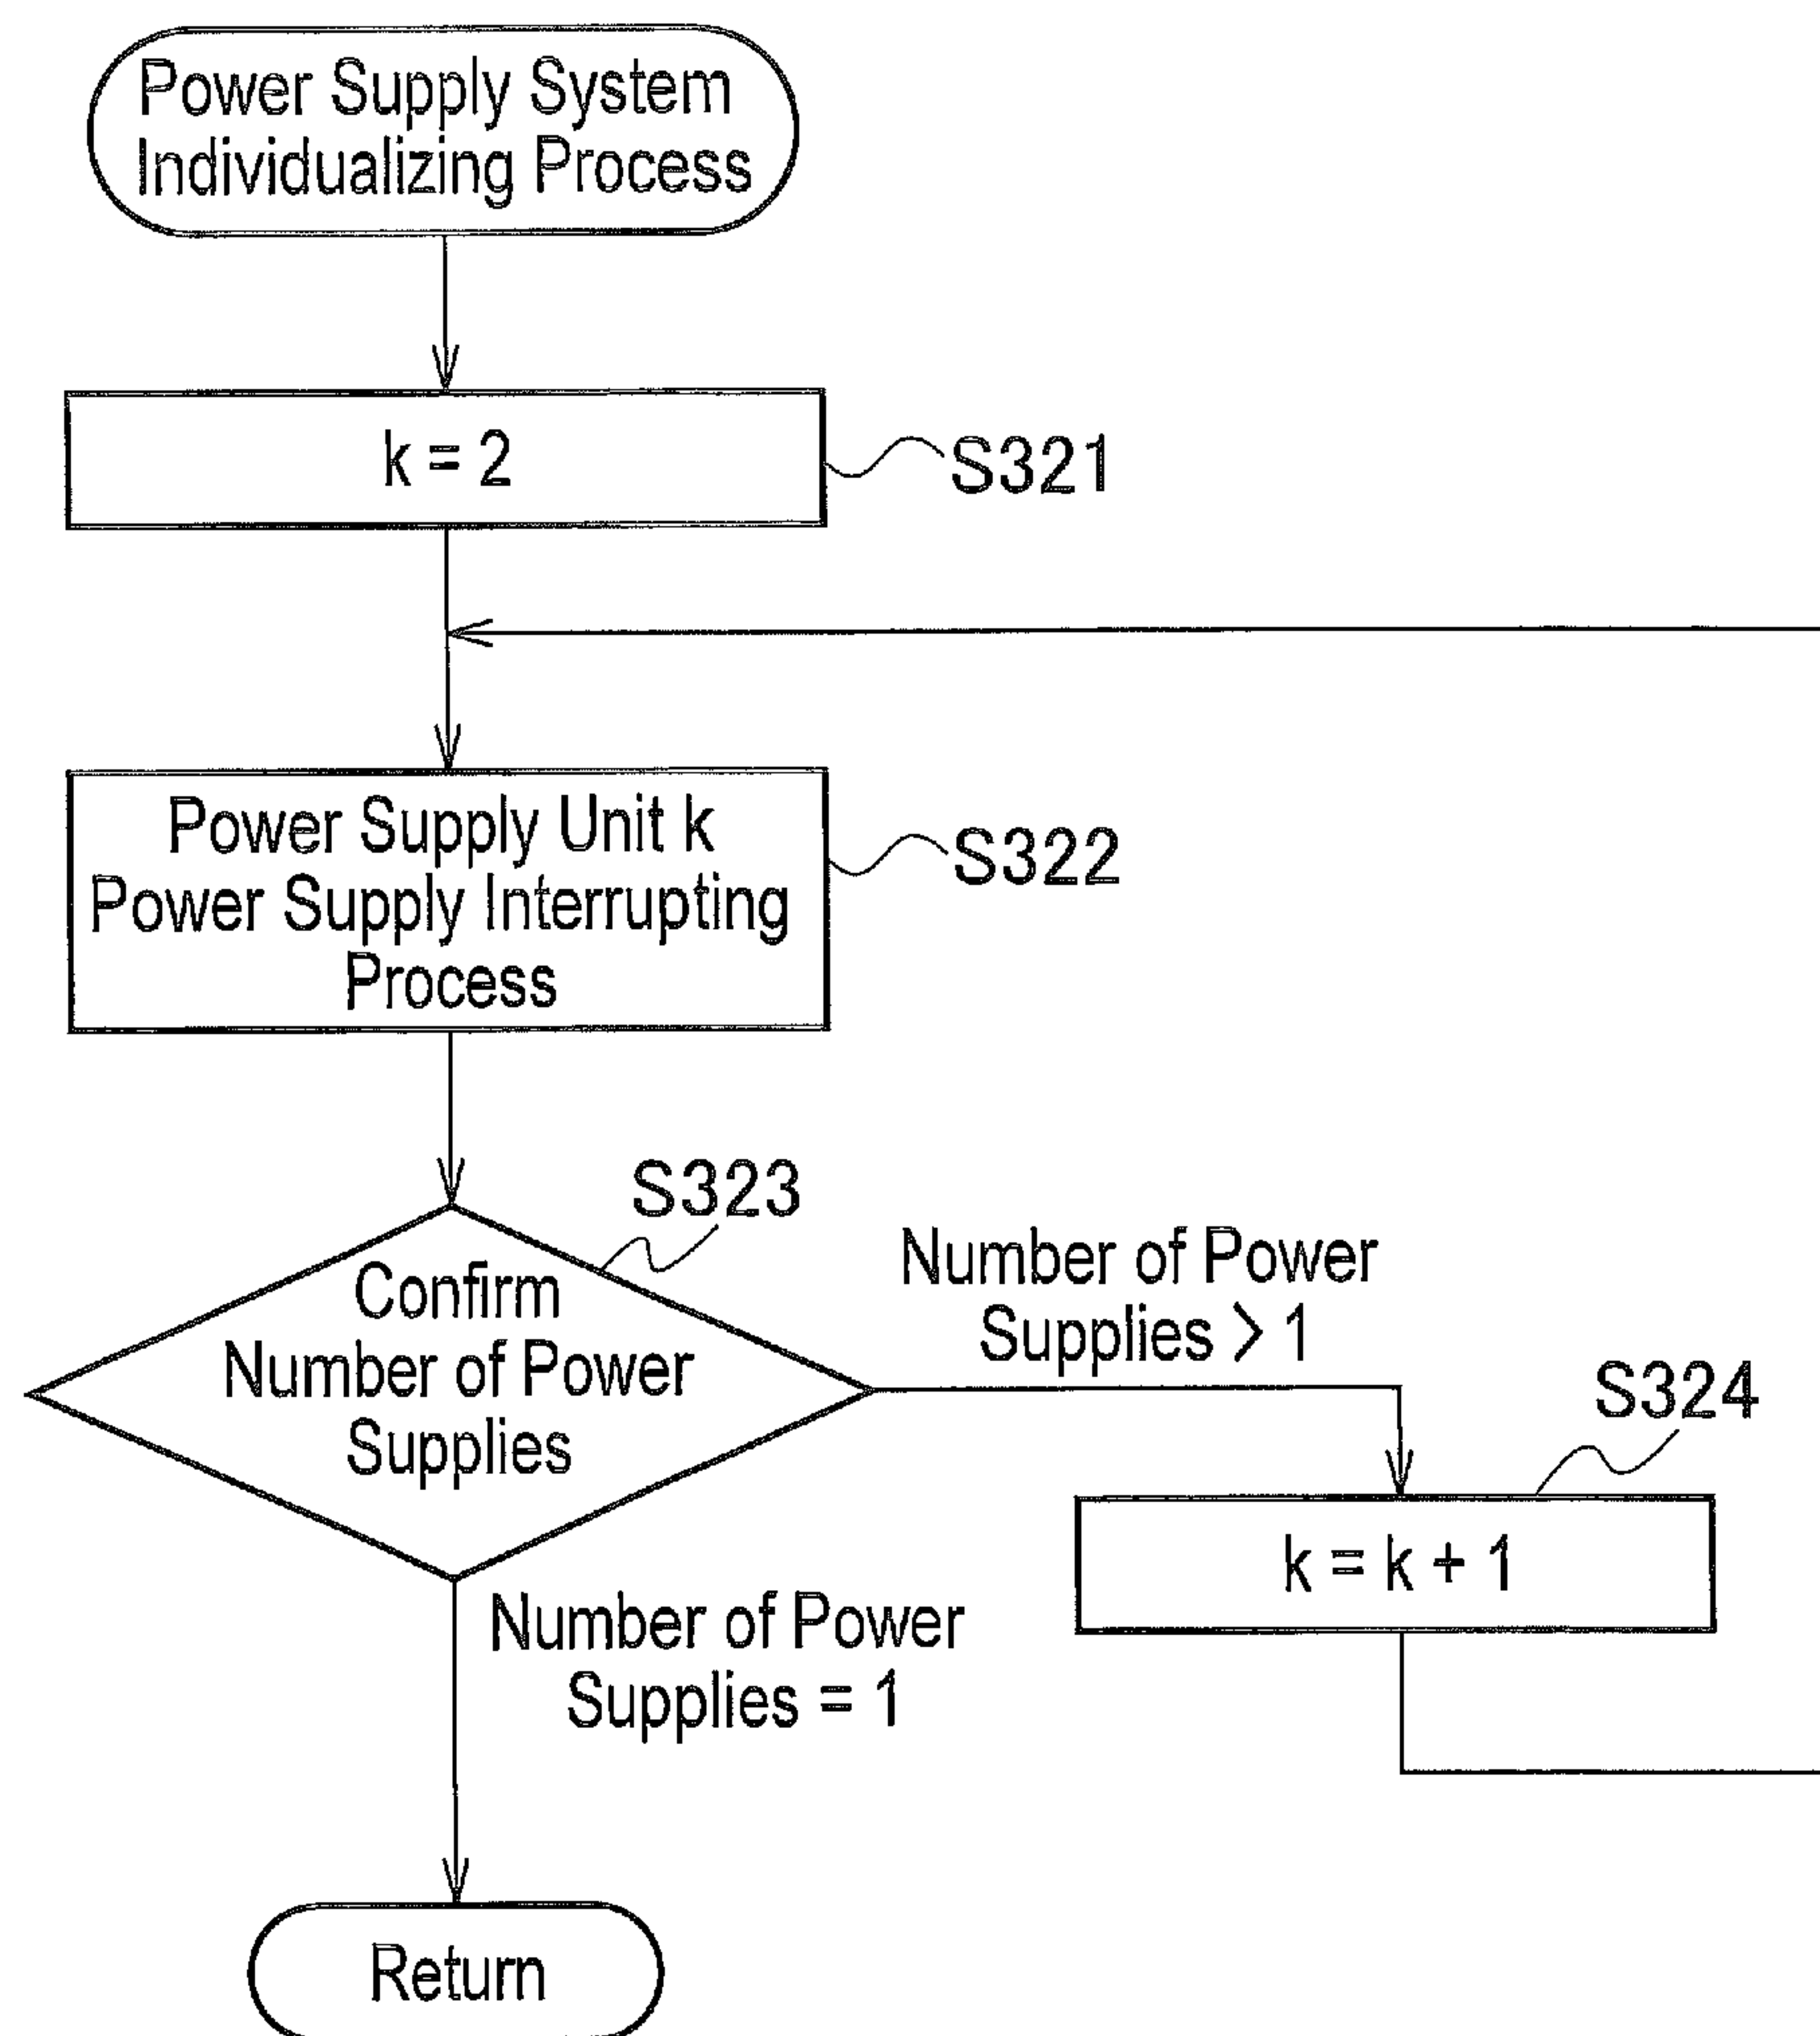 Power Supply System
Individualizing Process
k = 2
S321
Power Supply Unit k
Power Supply Interrupting
Process
S322
S323
Confirm
Number of Power
Supplies
Number of Power
Supplies > 1
S324
k = k + 1
Number of Power
Supplies = 1
Return